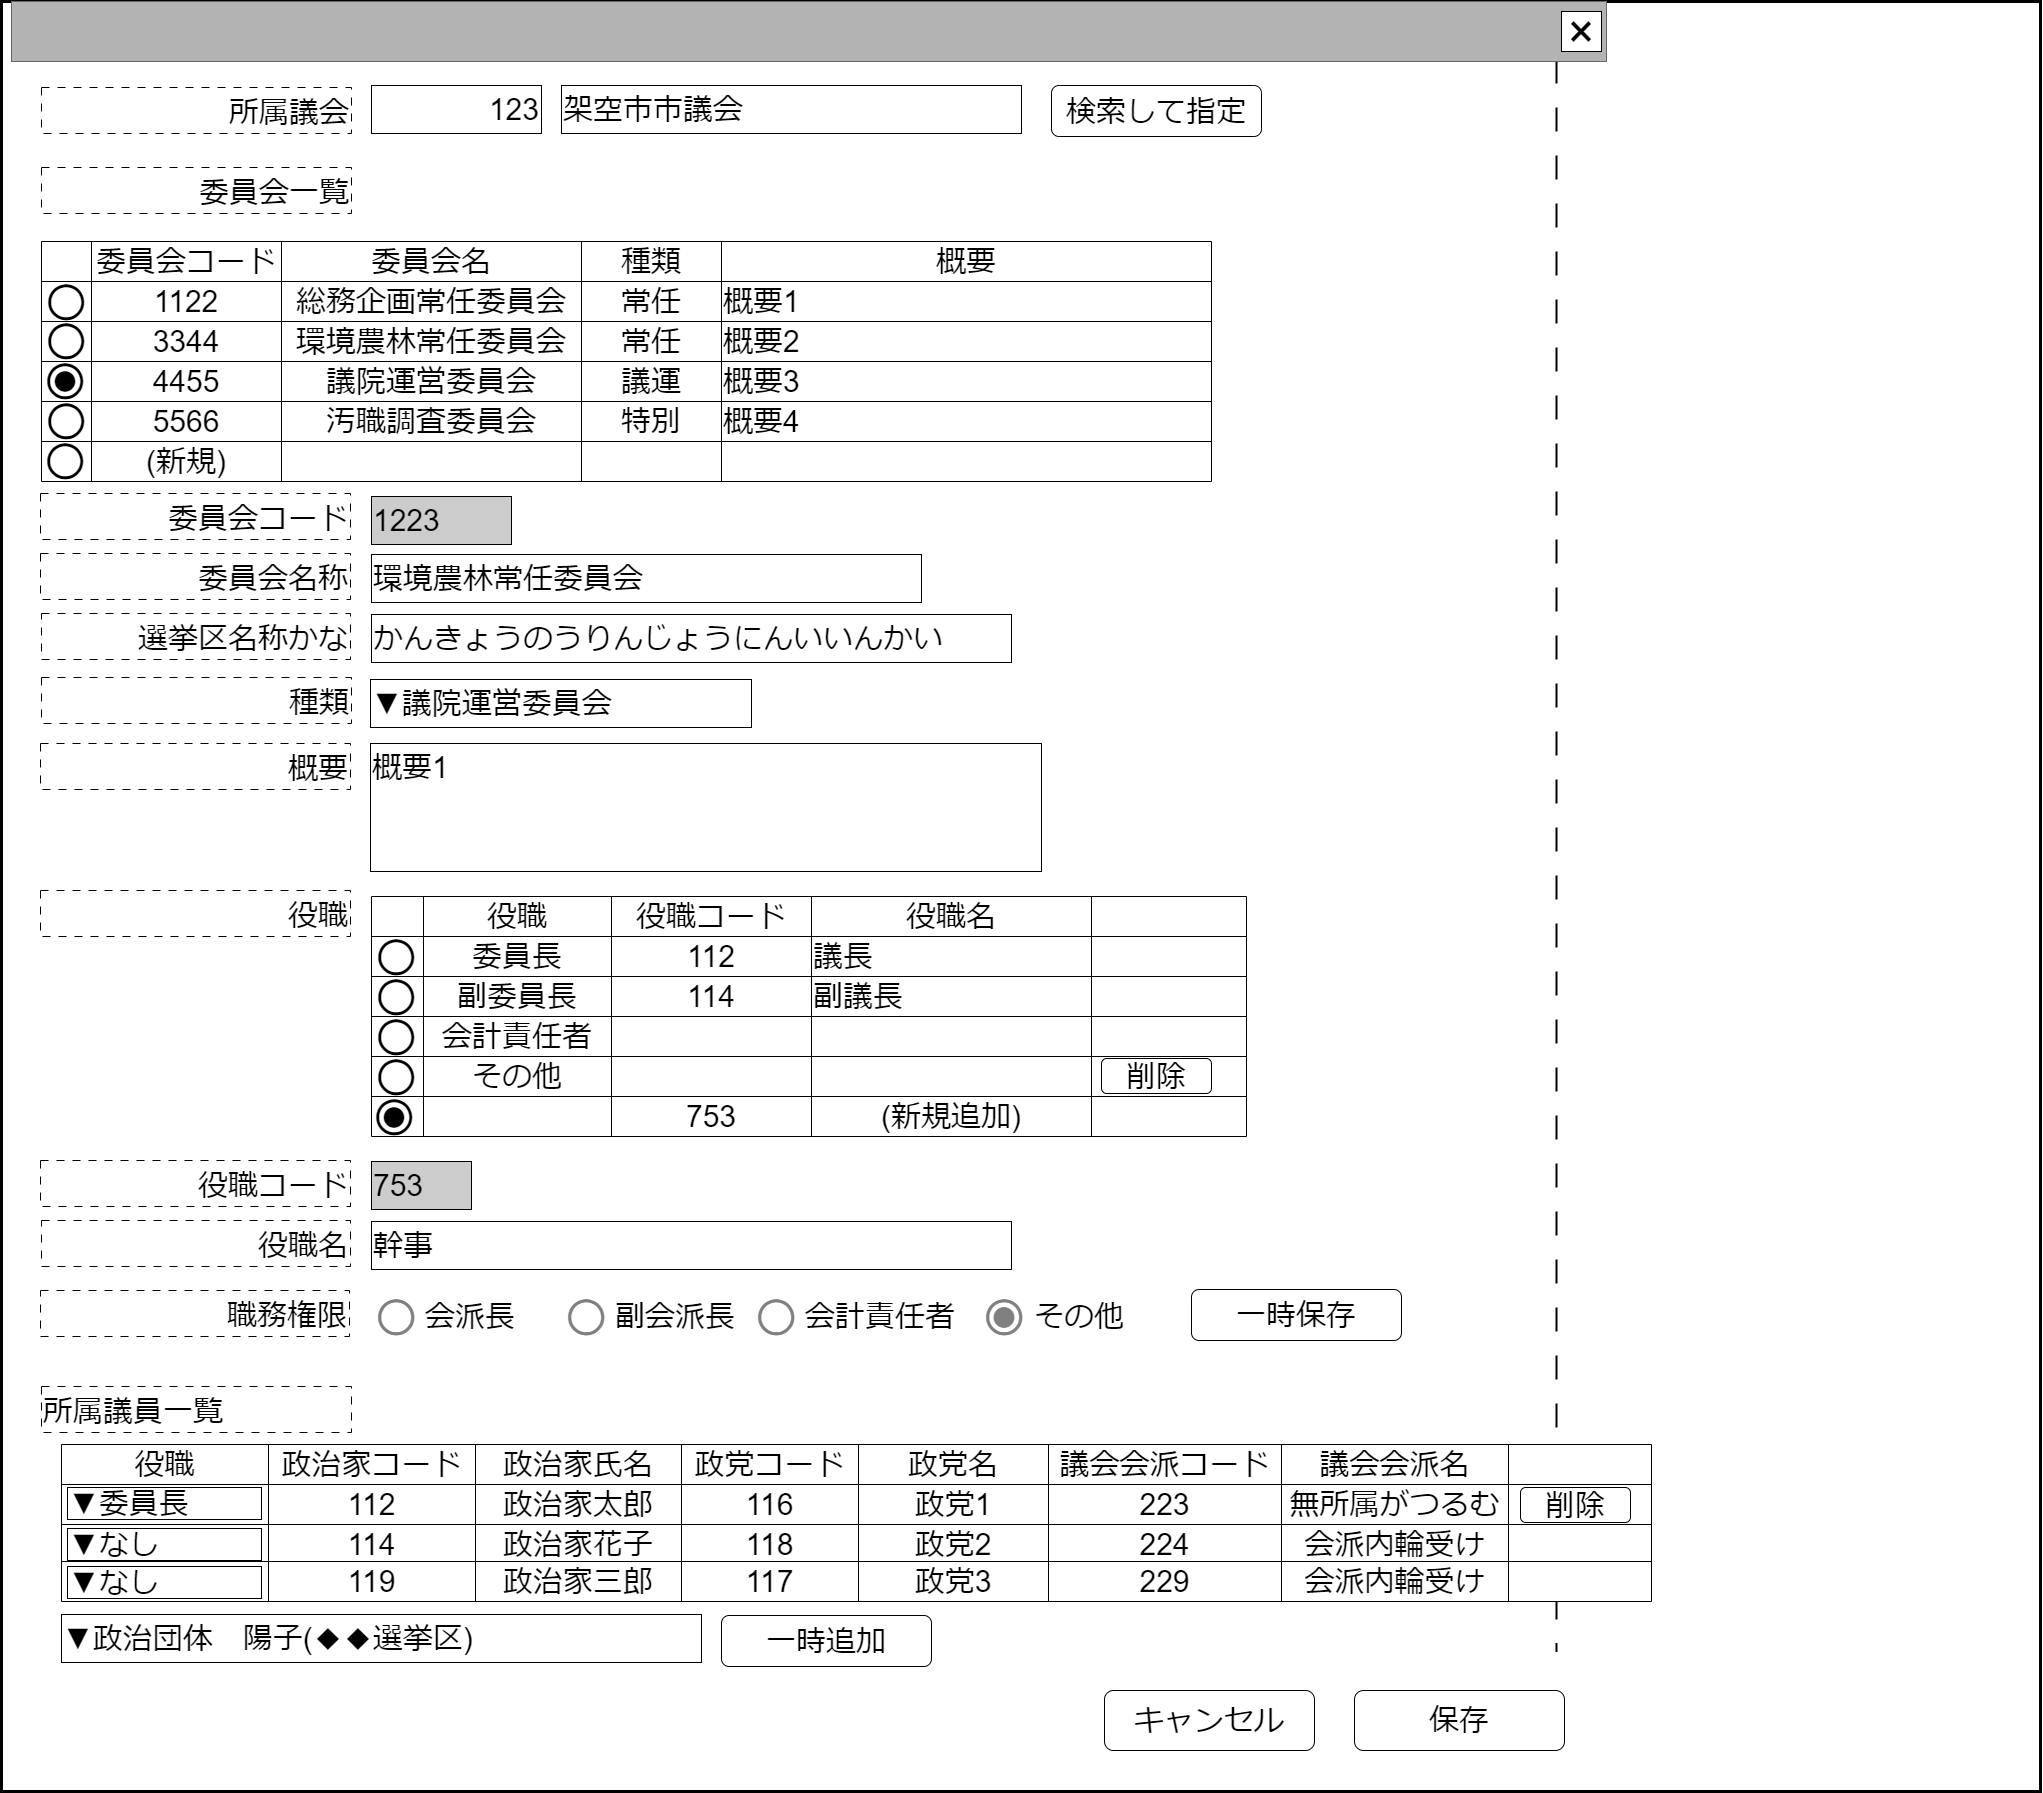 ×
所属議会 123 架空市市議会 検索して指定
委員会一覧
委員会コード 委員会名 種類 概要
1122 総務企画常任委員会 常任 概要1
3344 環境農林常任委員会 常任 概要2
4455 議院運営委員会 議運 概要3
5566 汚職調査委員会 特別 概要4
(新規)
委員会コード 1223
委員会名称 環境農林常任委員会
選挙区名称かな かんきょうのうりんじょうにんいいんかい
種類 ▼議院運営委員会
概要 概要1
役職 役職 役職コード 役職名
委員長 112 議長
副委員長 114 副議長
会計責任者
その他 削除
753 (新規追加)
役職コード 753
役職名 幹事
職務権限 会派長 副会派長 会計責任者 その他 一時保存
所属議員一覧
役職 政治家コード 政治家氏名 政党コード 政党名 議会会派コード 議会会派名
▼委員長 112 政治家太郎 116 政党1 223 無所属がつるむ 削除
▼なし 114 政治家花子 118 政党2 224 会派内輪受け
▼なし 119 政治家三郎 117 政党3 229 会派内輪受け
▼政治団体　陽子(◆◆選挙区) 一時追加
キャンセル 保存